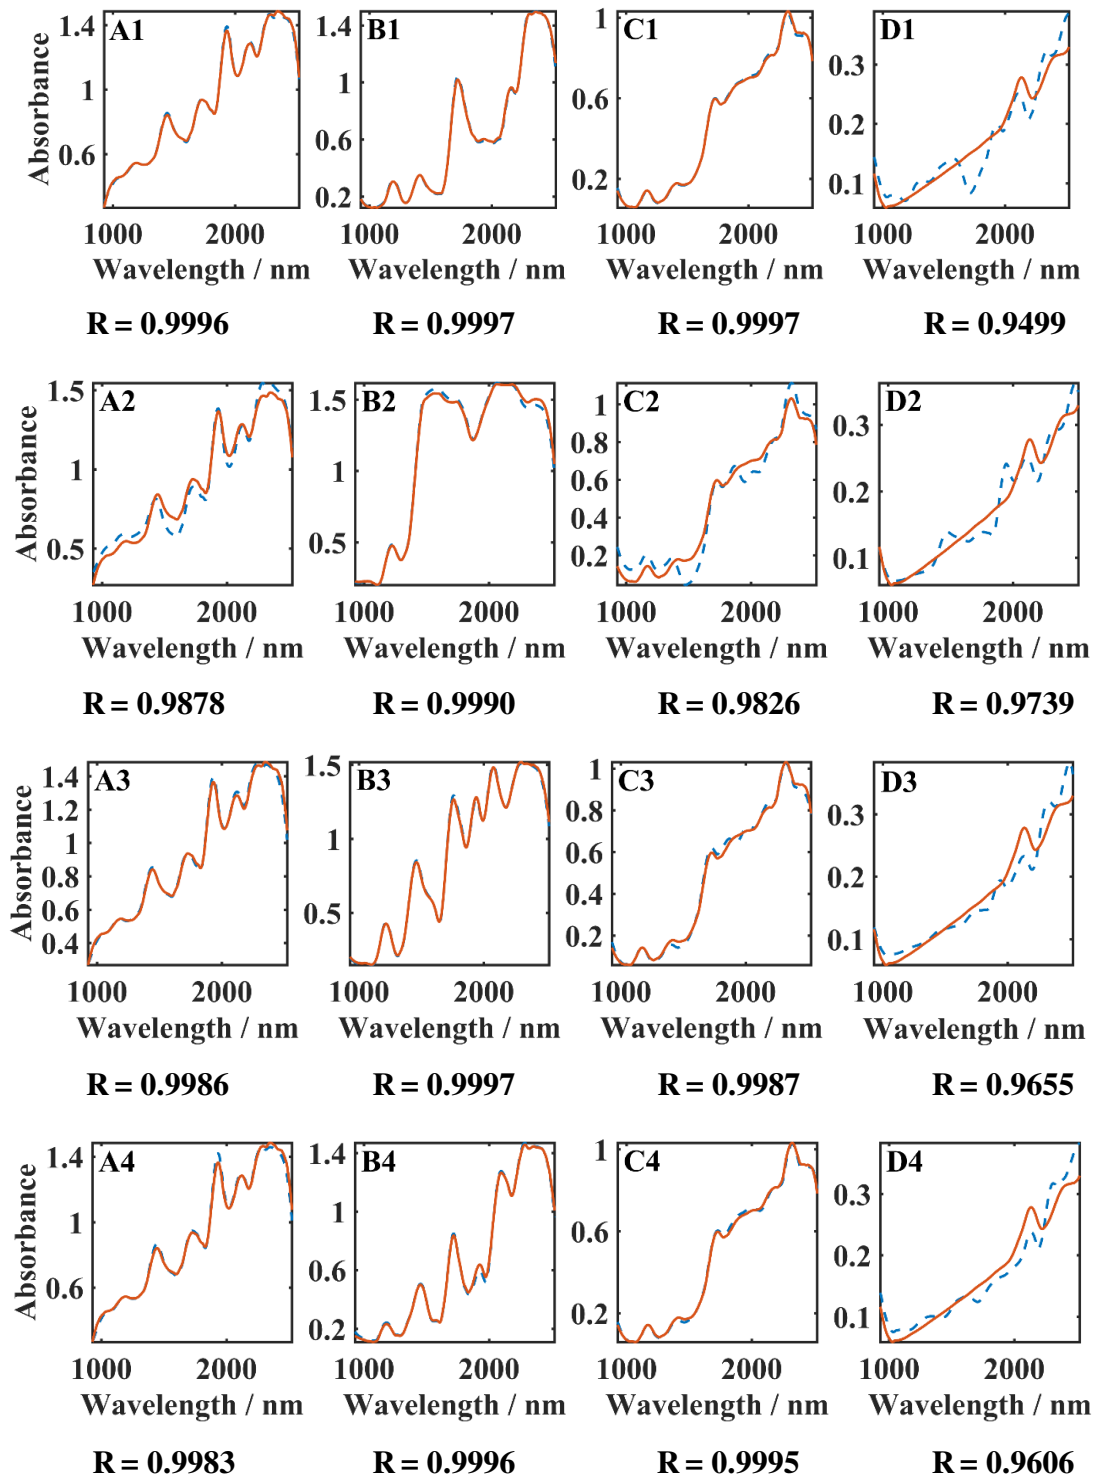 A1 B1 C1 D1
1.4 1 0.6
1.4 1 0.6 0.2
1 0.6 0.2
0.3 0.2 0.1
Absorbance
1000 2000 1000 2000 1000 2000 1000 2000
Wavelength / nm Wavelength / nm Wavelength / nm Wavelength / nm
R = 0.9996 R = 0.9997 R = 0.9997 R = 0.9499
A2 B2 C2 D2
1.5 1 0.5
1.5 1 0.5
1 0.8 0.6 0.4 0.2
0.3 0.2 0.1
Absorbance
1000 2000 1000 2000 1000 2000 1000 2000
Wavelength / nm Wavelength / nm Wavelength / nm Wavelength / nm
R = 0.9878 R = 0.9990 R = 0.9826 R = 0.9739
A3 B3 C3 D3
1.4 1.2 1 0.8 0.6 0.4
1.5 1 0.5
1 0.8 0.6 0.4 0.2
0.3 0.2 0.1
Absorbance
1000 2000 1000 2000 1000 2000 1000 2000
Wavelength / nm Wavelength / nm Wavelength / nm Wavelength / nm
R = 0.9986 R = 0.9997 R = 0.9987 R = 0.9655
A4 B4 C4 D4
1.4 1 0.6
1.4 1 0.6 0.2
1 0.6 0.2
0.3 0.2 0.1
Absorbance
1000 2000 1000 2000 1000 2000 1000 2000
Wavelength / nm Wavelength / nm Wavelength / nm Wavelength / nm
R = 0.9983 R = 0.9996 R = 0.9995 R = 0.9606